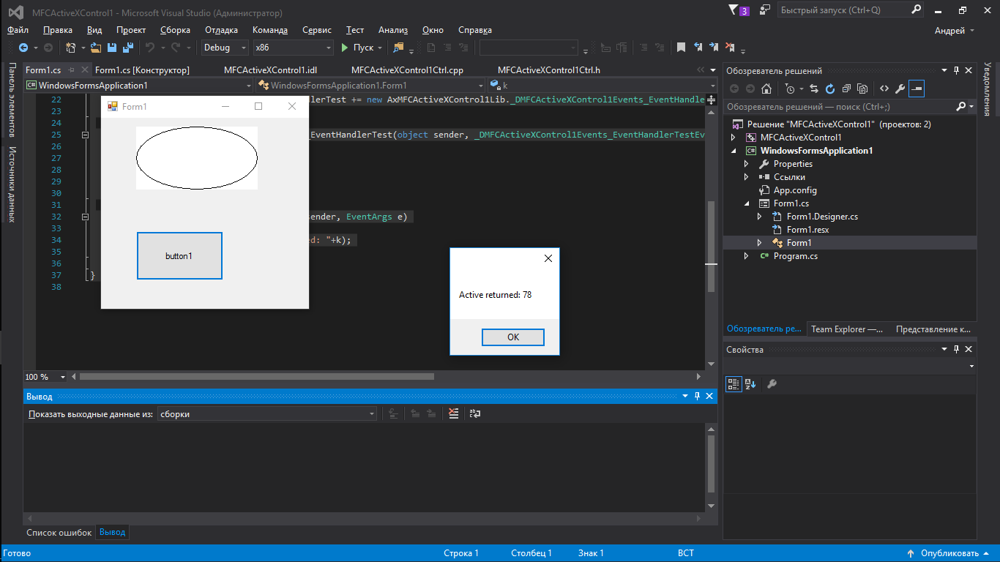 MFCActiveXControl1 - Microsoft Visual Studio (Администратор)
3
Быстрый запуск (Ctrl+Q)
Файл Правка Вид Проект Сборка Отладка Команда Сервис Тест Анализ Окно Справка
Андрей
Debug x86 Пуск
Панель элементов
Источники данных
Form1.cs Form1.cs [Конструктор] MFCActiveXControl1.idl MFCActiveXControl1Ctrl.cpp MFCActiveXControl1Ctrl.h
C# WindowsFormsApplication1 WindowsFormsApplication1.Form1 k
22 lerTest += new AxMFCActiveXControl1Lib._DMFCActiveXControl1Events_EventHandle
23
24
25 _EventHandlerTest(object sender, _DMFCActiveXControl1Events_EventHandlerTestEv
26
27
28
29
30
31
32 sender, EventArgs e)
33
34 ed: "+k);
35
36
37 }
38
Form1
button1
Active returned: 78
OK
100 %
Вывод
Показать выходные данные из: сборки
Список ошибок Вывод
Обозреватель решений
Обозреватель решений — поиск (Ctrl+;)
Решение "MFCActiveXControl1" (проектов: 2)
MFCActiveXControl1
C# WindowsFormsApplication1
Properties
Ссылки
App.config
Form1.cs
Form1.Designer.cs
Form1.resx
Form1
C# Program.cs
Обозреватель ре... Team Explorer —... Представление к...
Свойства
Уведомления
Готово Строка 1 Столбец 1 Знак 1 ВСТ Опубликовать